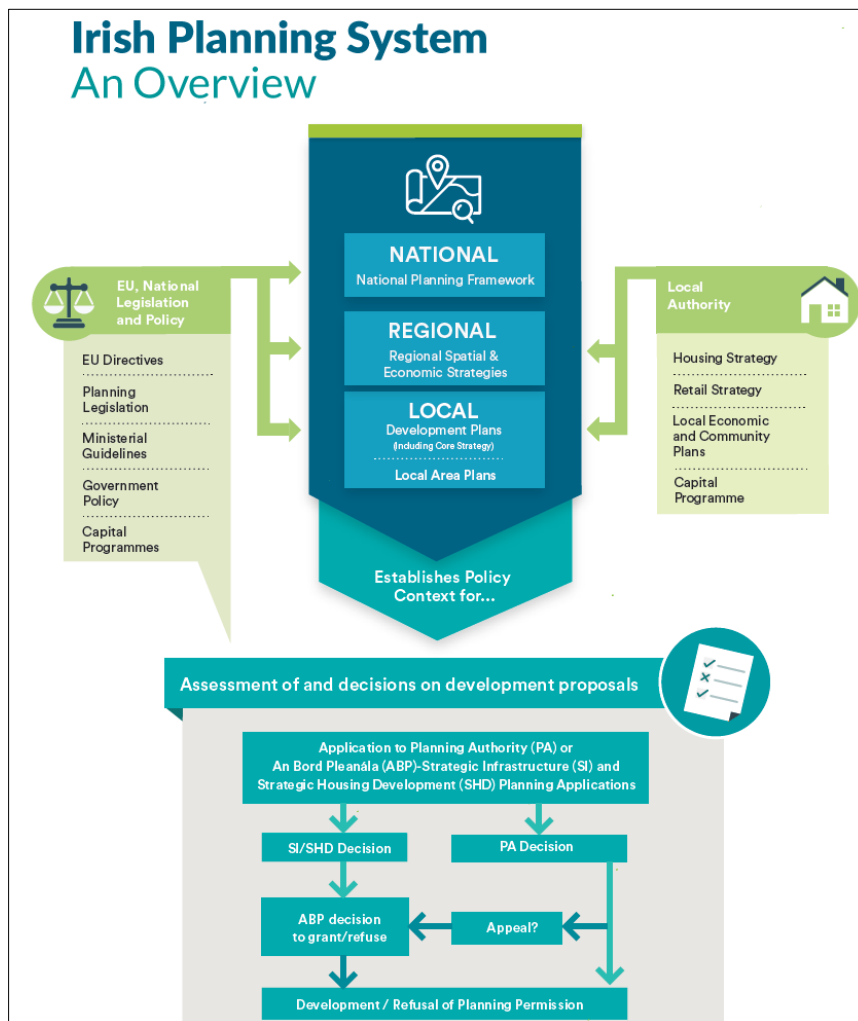 Irish Planning System
An Overview
NATIONAL
National Planning Framework
REGIONAL
Regional Spatial &
Economic Strategies
LOCAL
Development Plans
(Including Core Strategy)
Local Area Plans
EU, National
Legislation
and Policy
EU Directives
Planning
Legislation
Ministerial
Guidelines
Government
Policy
Capital
Programmes
Local
Authority
Housing Strategy
Retail Strategy
Local Economic
and Community
Plans
Capital
Programme
Establishes Policy
Context for...
Assessment of and decisions on development proposals
Application to Planning Authority (PA) or
An Bord Pleanála (ABP)-Strategic Infrastructure (SI) and
Strategic Housing Development (SHD) Planning Applications
SI/SHD Decision
PA Decision
ABP decision
to grant/refuse
Appeal?
Development / Refusal of Planning Permission